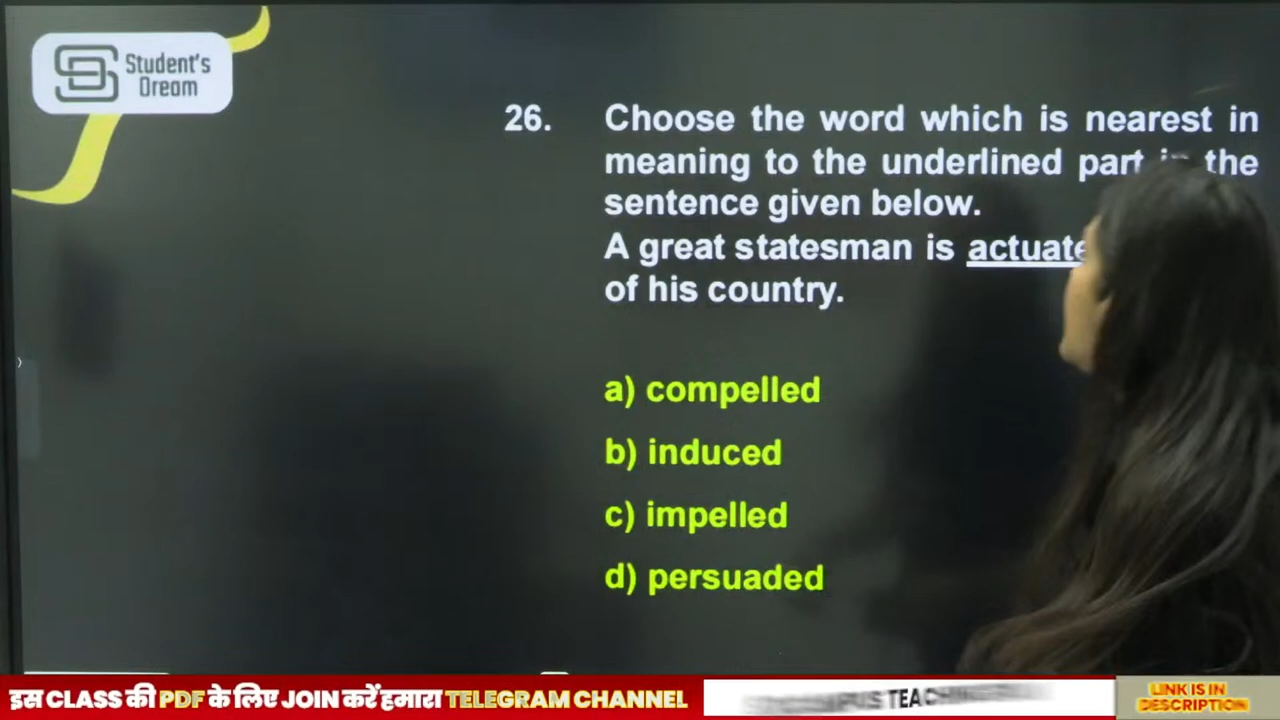 Student's
Dream
26. Choose the word which is nearest in
meaning to the underlined part in the
sentence given below.
A great statesman is actuate
of his country.
a) compelled
b) induced
c) impelled
d) persuaded
इस CLASS की PDF के लिए JOIN करें हमारा TELEGRAM CHANNEL
LINK IS IN
DESCRIPTION